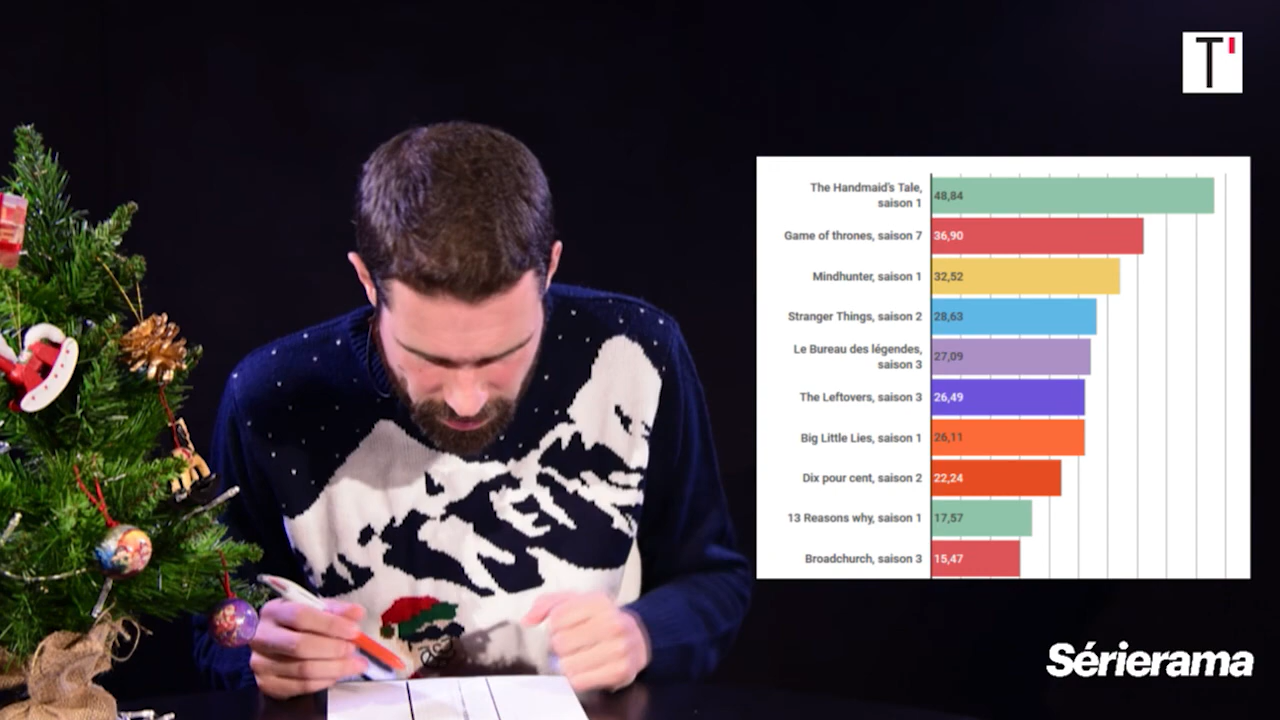 T'
The Handmaid's Tale,
saison 1
48,84
Game of thrones, saison 7
36,90
Mindhunter, saison 1
32,52
Stranger Things, saison 2
28,63
Le Bureau des légendes,
saison 3
27,09
The Leftovers, saison 3
26,49
Big Little Lies, saison 1
26,11
Dix pour cent, saison 2
22,24
13 Reasons why, saison 1
17,57
Broadchurch, saison 3
15,47
Sérierama